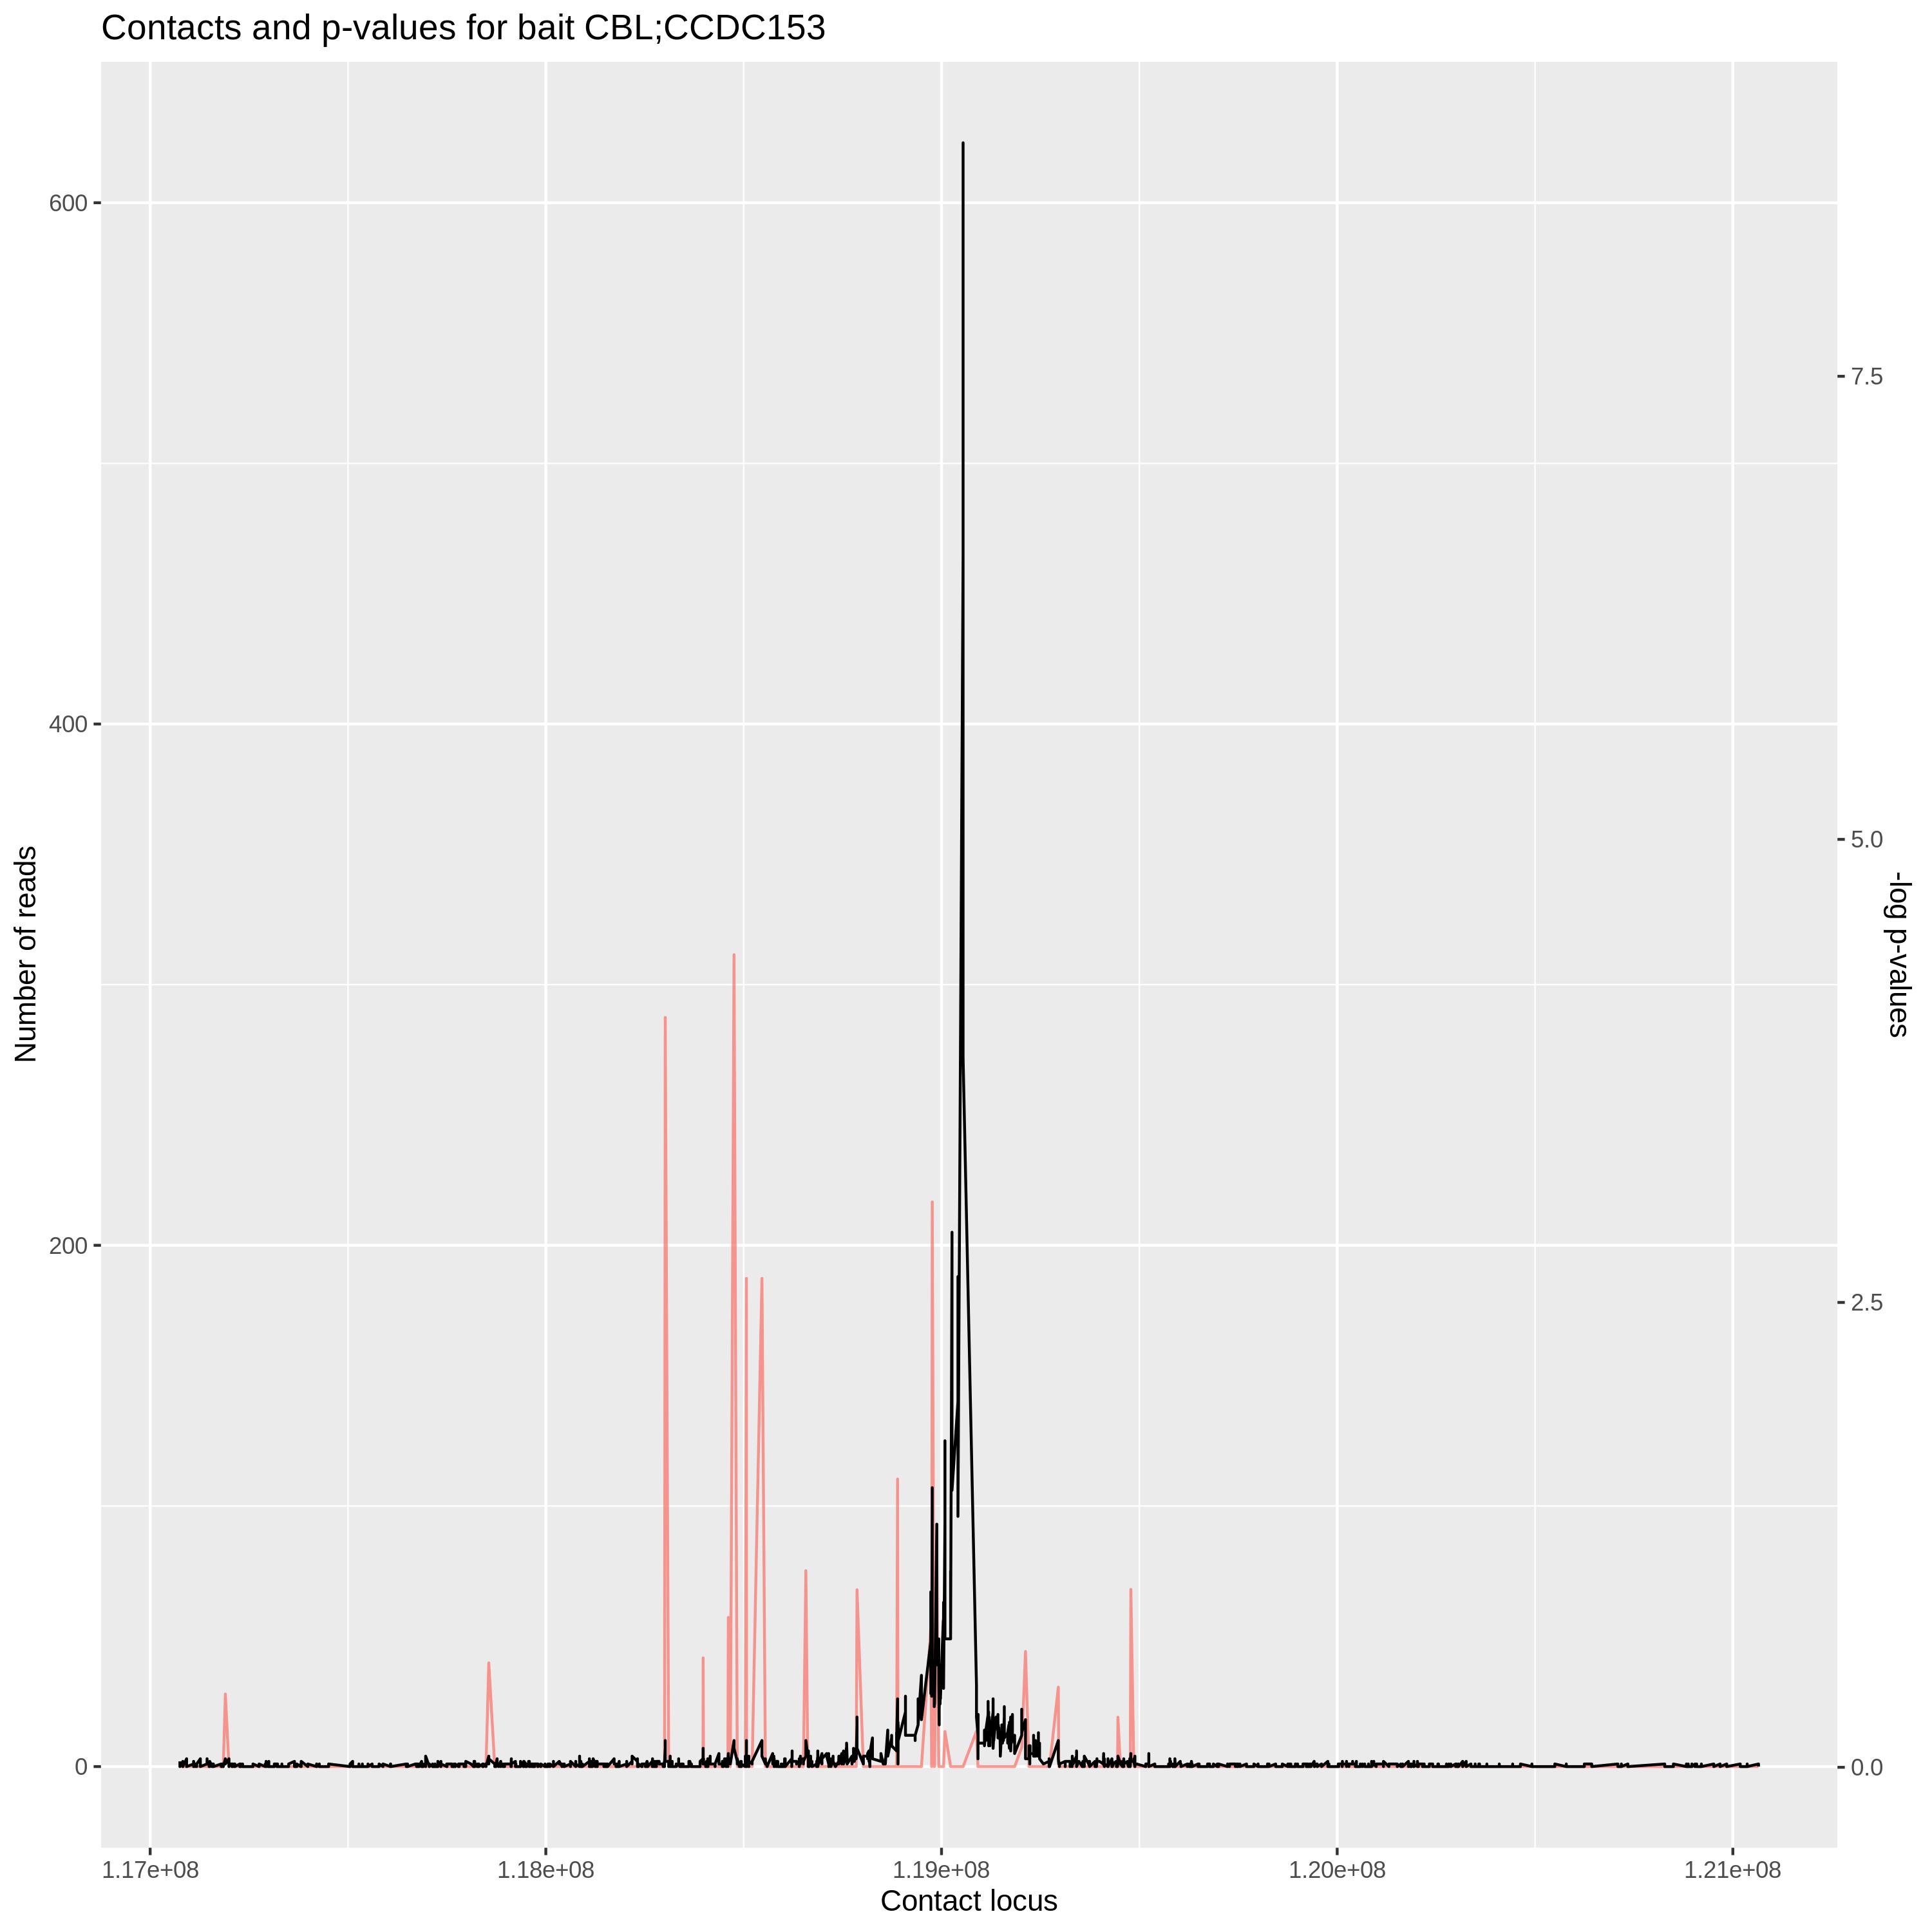 Contacts and p-values for bait CBL;CCDC153
600
400
200
0
Number of reads
7.5
5.0
2.5
0.0
-log p-values
1.17e+08
1.18e+08
1.19e+08
1.20e+08
1.21e+08
Contact locus